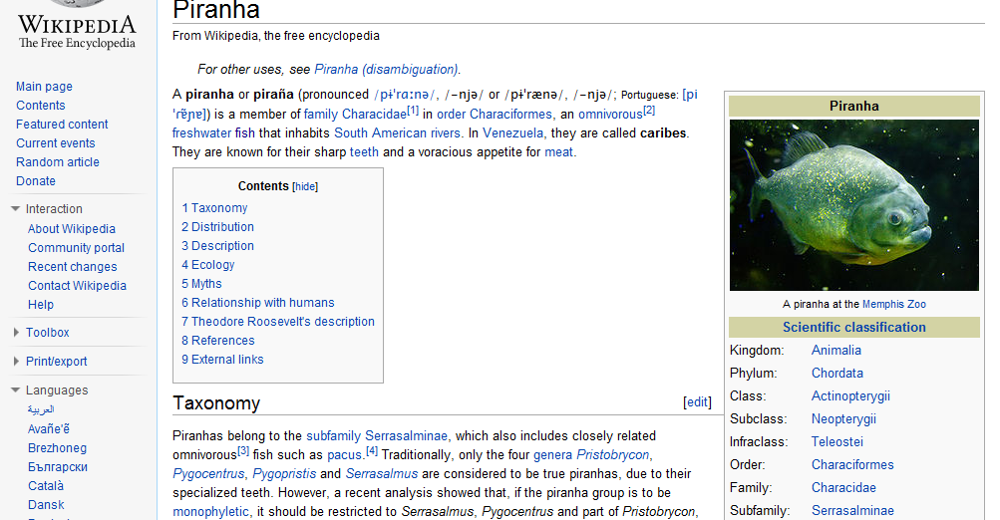 WIKIPEDIA
The Free Encyclopedia
Main page
Contents
Featured content
Current events
Random article
Donate
Interaction
About Wikipedia
Community portal
Recent changes
Contact Wikipedia
Help
Toolbox
Print/export
Languages
العربية
Avañe'ẽ
Brezhoneg
Български
Català
Dansk
Piranha
From Wikipedia, the free encyclopedia
For other uses, see Piranha (disambiguation).
A piranha or piraña (pronounced /pɨˈrɑːnə/, /-njə/ or /pɨˈrænə/, /-njə/; Portuguese: [pi
ˈɾɐ̃ɲɐ]) is a member of family Characidae[1] in order Characiformes, an omnivorous[2]
freshwater fish that inhabits South American rivers. In Venezuela, they are called caribes.
They are known for their sharp teeth and a voracious appetite for meat.
Contents [hide]
1 Taxonomy
2 Distribution
3 Description
4 Ecology
5 Myths
6 Relationship with humans
7 Theodore Roosevelt's description
8 References
9 External links
Taxonomy [edit]
Piranhas belong to the subfamily Serrasalminae, which also includes closely related
omnivorous[3] fish such as pacus.[4] Traditionally, only the four genera Pristobrycon,
Pygocentrus, Pygopristis and Serrasalmus are considered to be true piranhas, due to their
specialized teeth. However, a recent analysis showed that, if the piranha group is to be
monophyletic, it should be restricted to Serrasalmus, Pygocentrus and part of Pristobrycon,
Piranha
A piranha at the Memphis Zoo
Scientific classification
Kingdom: Animalia
Phylum: Chordata
Class: Actinopterygii
Subclass: Neopterygii
Infraclass: Teleostei
Order: Characiformes
Family: Characidae
Subfamily: Serrasalminae